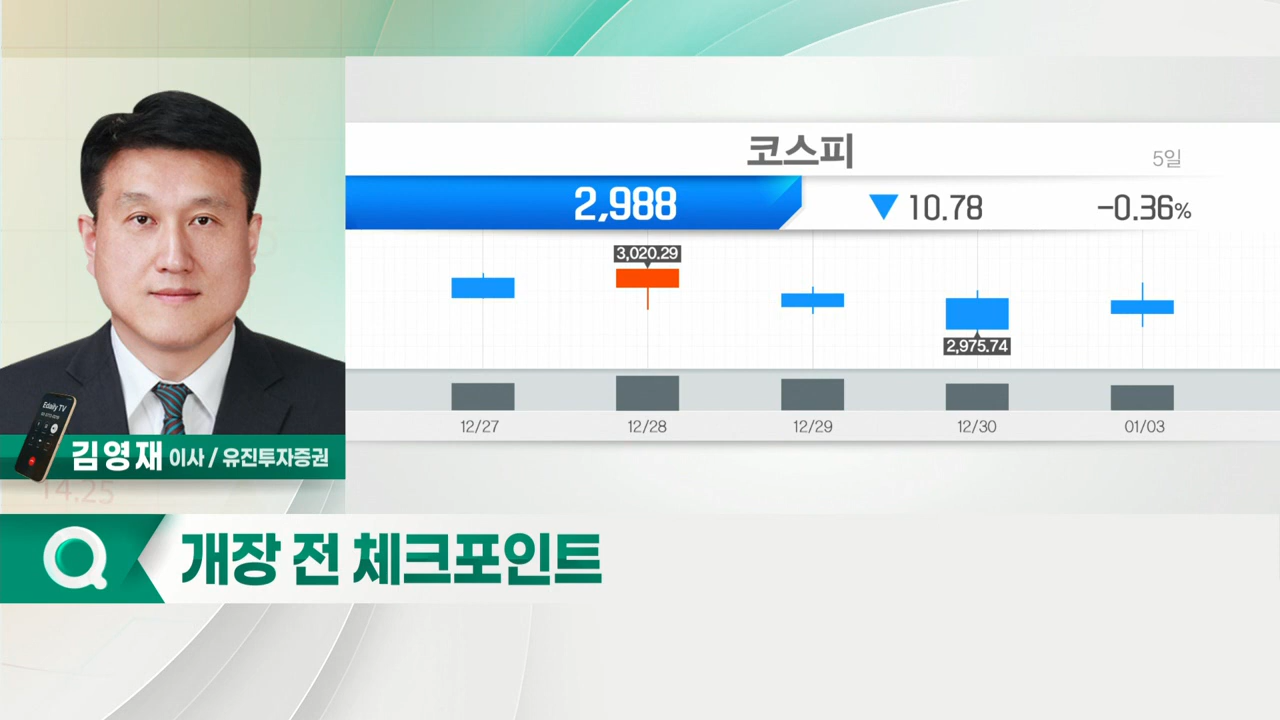 코스피
5일
2,988
▼10.78
-0.36%
3,020.29
2,975.74
12/27
12/28
12/29
12/30
01/03
Edaily TV
김영재 이사 / 유진투자증권
14.25
Q 개장 전 체크포인트